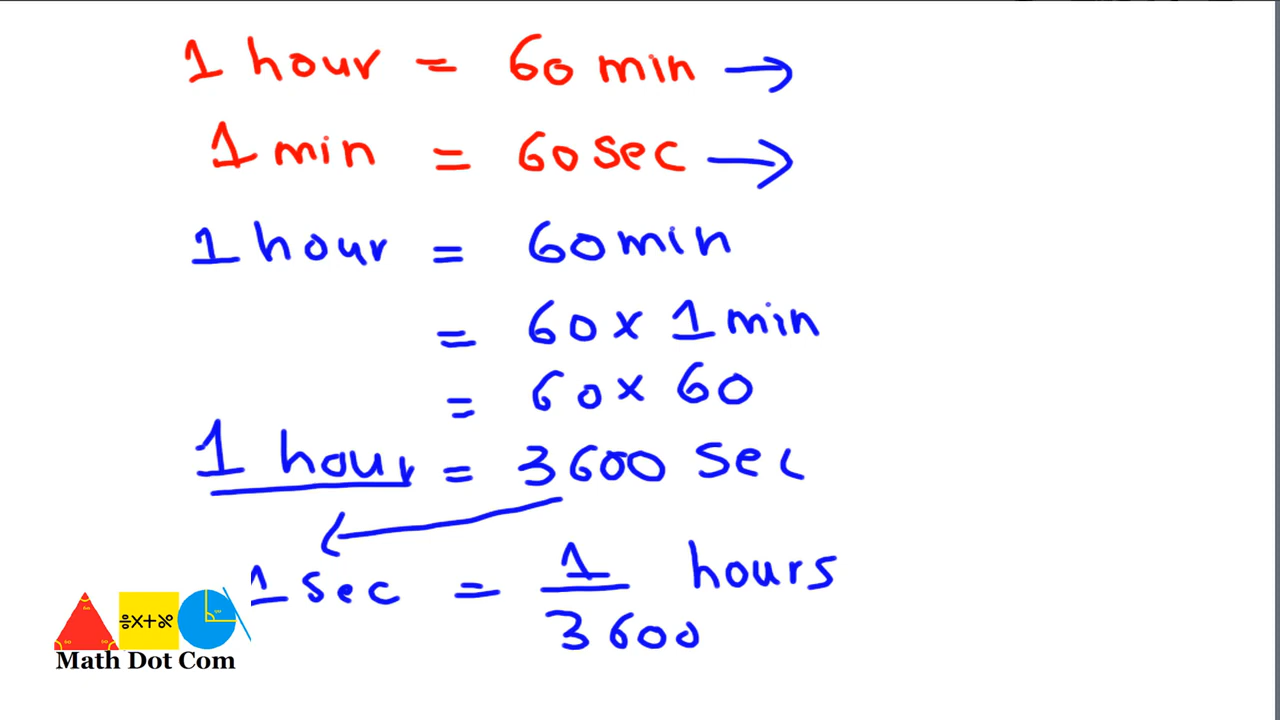 1 hour = 60 min →
1 min = 60 sec →
1 hour = 60 min
= 60 x 1 min
= 60 x 60
1 hour = 3600 sec
1 sec = 1/3600 hours
÷x+%
Math Dot Com